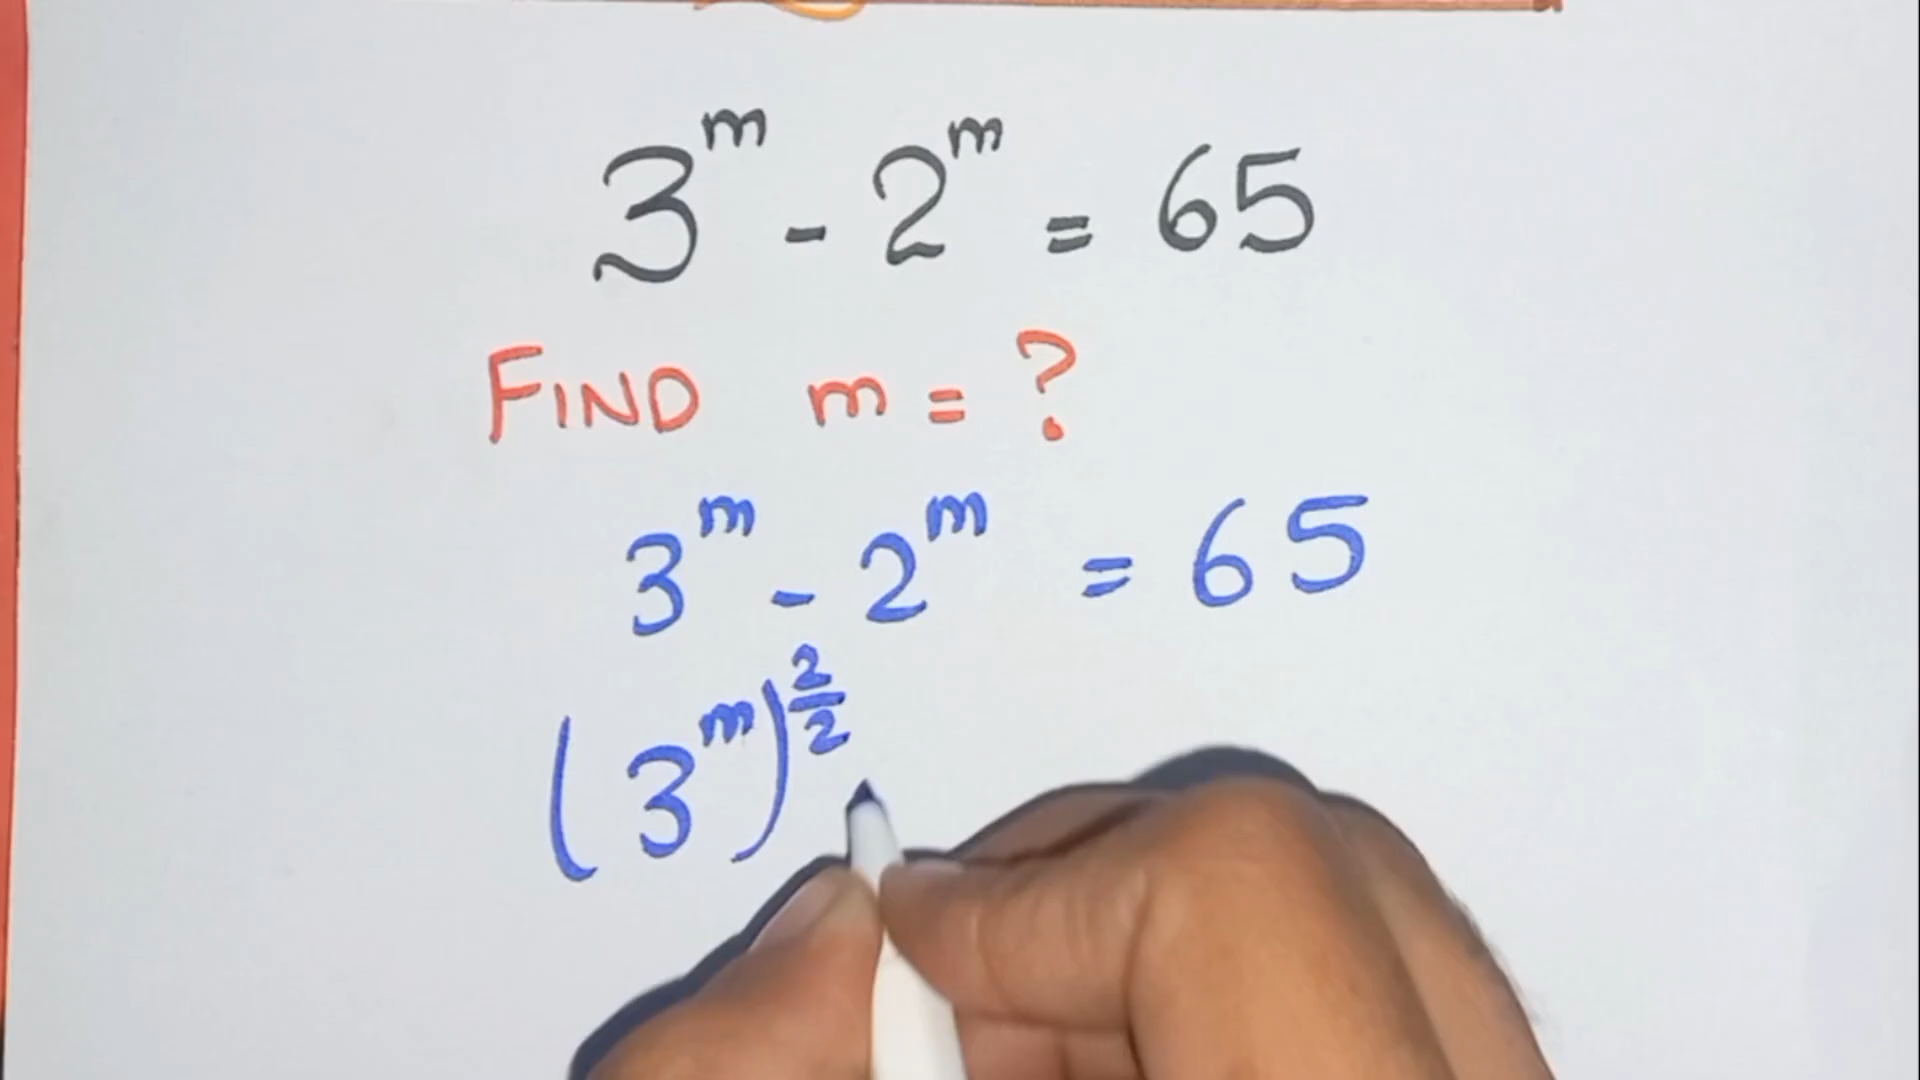 3^m - 2^m = 65
FIND m = ?
3^m - 2^m = 65
(3^m)^(2/2)